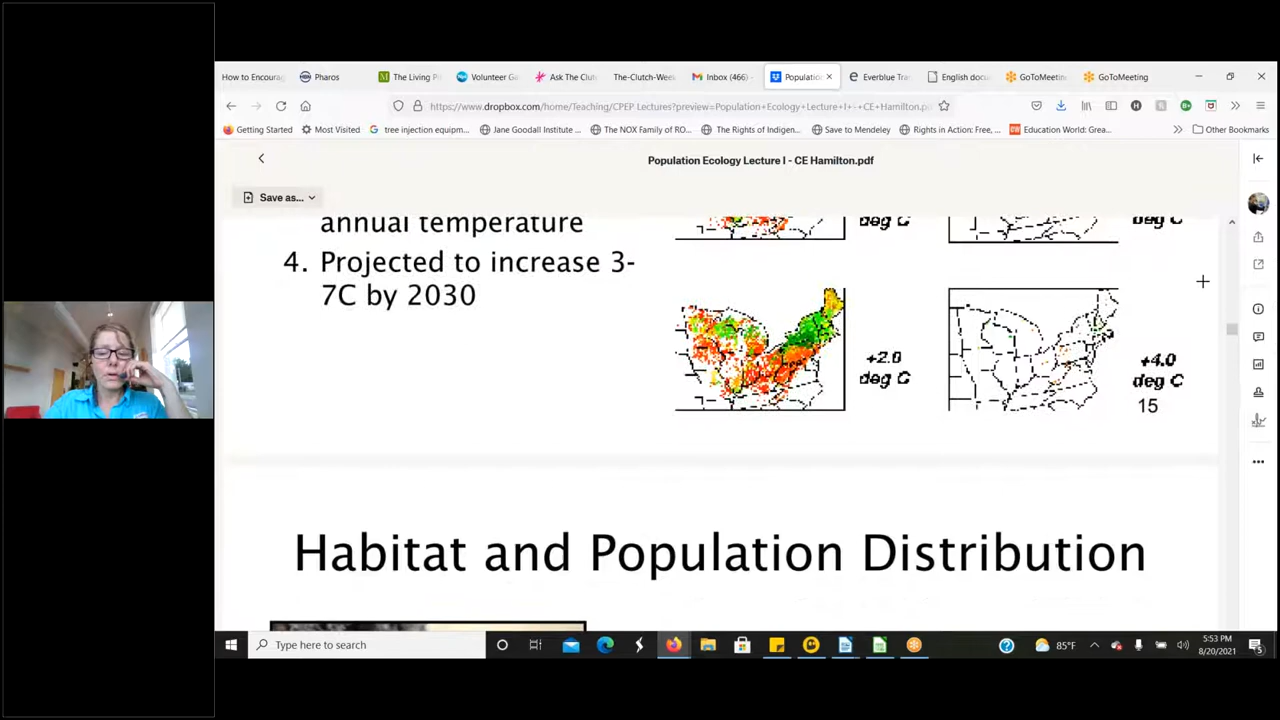 How to Encoura
Pharos
The Living Pr
Volunteer Ge
Ask The Clut
The-Clutch-Week
Inbox (466) -
Populatio
Everblue Tra
English docu
GoToMeetin
GoToMeeting
https://www.dropbox.com/home/Teaching/CPEP Lectures?preview=Population+Ecology+Lecture+I+-+CE+Hamilton.p
Getting Started
Most Visited
tree injection equipm...
Jane Goodall Institute ...
The NOX Family of RO...
The Rights of Indigen...
Save to Mendeley
Rights in Action: Free, ...
Education World: Grea...
Other Bookmarks
Population Ecology Lecture I - CE Hamilton.pdf
Save as...
annual temperature
deg C
deg C
4. Projected to increase 3-
7C by 2030
+2.0
deg C
+4.0
deg C
15
Habitat and Population Distribution
Type here to search
85°F
5:53 PM
8/20/2021